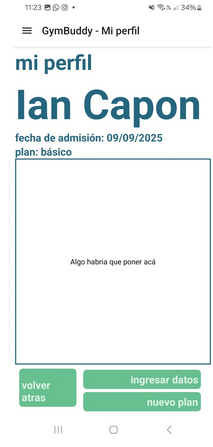 11:23
34%
GymBuddy - Mi perfil
mi perfil
Ian Capon
fecha de admisión: 09/09/2025
plan: básico
Algo habria que poner acá
volver
atras
ingresar datos
nuevo plan